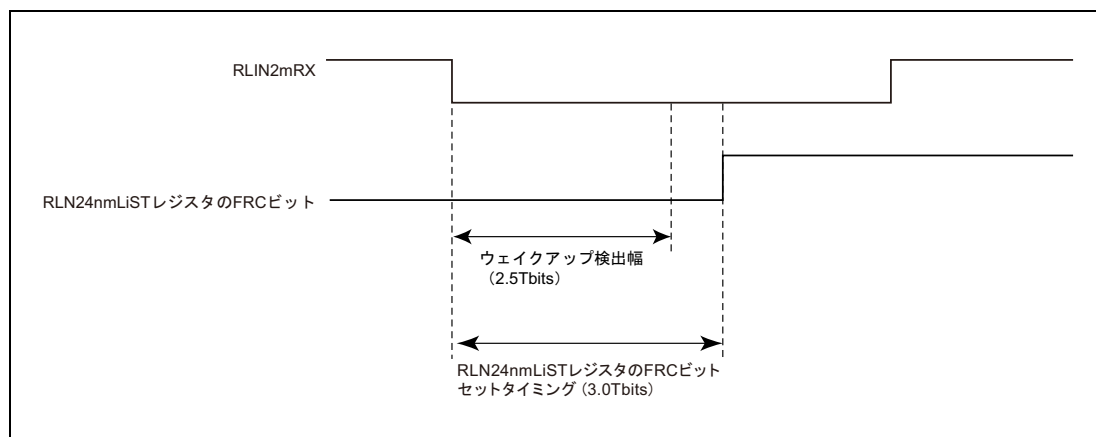 RLIN2mRX
RLN24nmLiSTレジスタのFRCビット
ウェイクアップ検出幅
（2.5Tbits）
RLN24nmLiSTレジスタのFRCビット
セットタイミング（3.0Tbits）